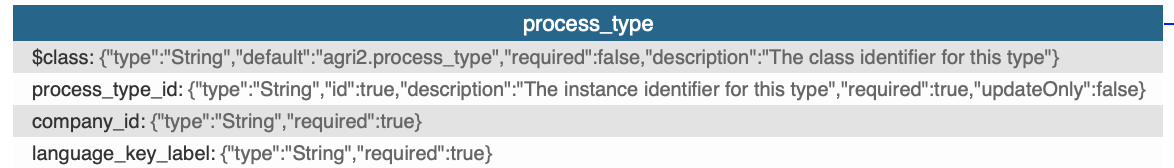 process_type
$class: {"type":"String","default":"agri2.process_type","required":false,"description":"The class identifier for this type"}
process_type_id: {"type":"String","id":true,"description":"The instance identifier for this type","required":true,"updateOnly":false}
company_id: {"type":"String","required":true}
language_key_label: {"type":"String","required":true}